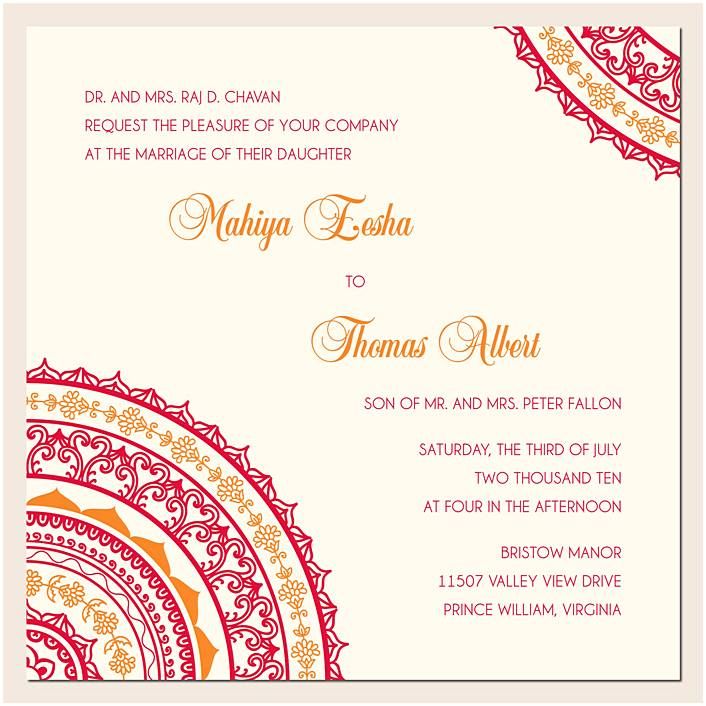 DR. AND MRS. RAJ D. CHAVAN
REQUEST THE PLEASURE OF YOUR COMPANY
AT THE MARRIAGE OF THEIR DAUGHTER
Mahiya Eesha
TO
Thomas Albert
SON OF MR. AND MRS. PETER FALLON
SATURDAY, THE THIRD OF JULY
TWO THOUSAND TEN
AT FOUR IN THE AFTERNOON
BRISTOW MANOR
11507 VALLEY VIEW DRIVE
PRINCE WILLIAM, VIRGINIA